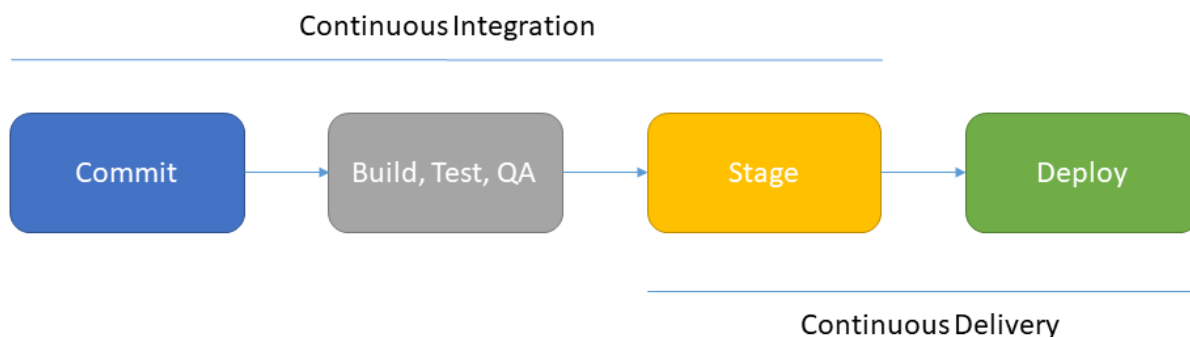 Continuous Integration
Commit
Build, Test, QA
Stage
Deploy
Continuous Delivery